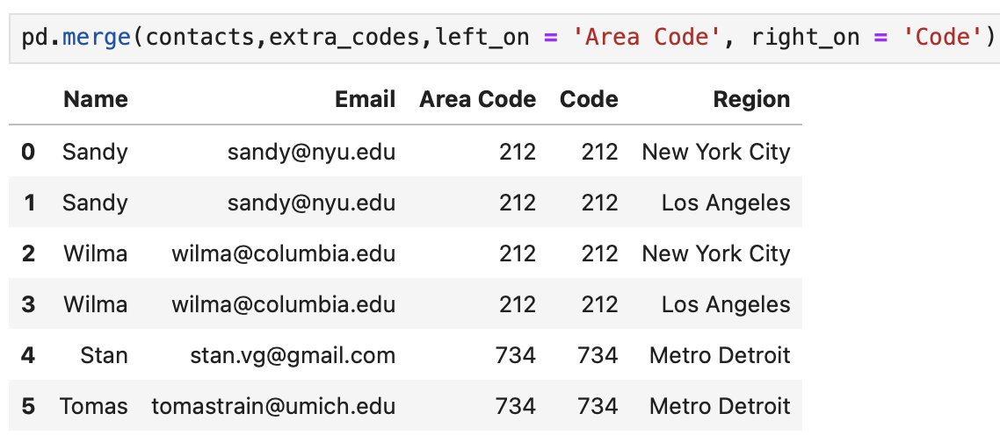 pd.merge(contacts,extra_codes,left_on = 'Area Code', right_on = 'Code')
Name Email Area Code Code Region
0 Sandy sandy@nyu.edu 212 212 New York City
1 Sandy sandy@nyu.edu 212 212 Los Angeles
2 Wilma wilma@columbia.edu 212 212 New York City
3 Wilma wilma@columbia.edu 212 212 Los Angeles
4 Stan stan.vg@gmail.com 734 734 Metro Detroit
5 Tomas tomastrain@umich.edu 734 734 Metro Detroit